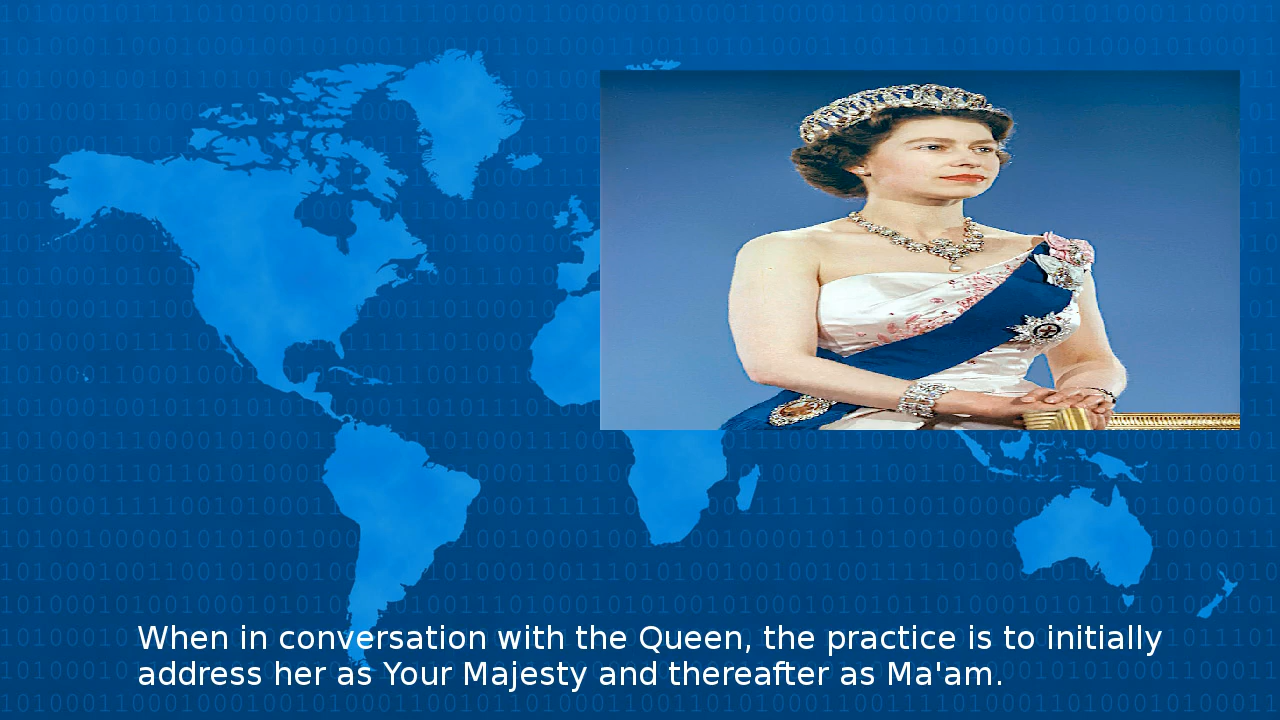 When in conversation with the Queen, the practice is to initially
address her as Your Majesty and thereafter as Ma'am.